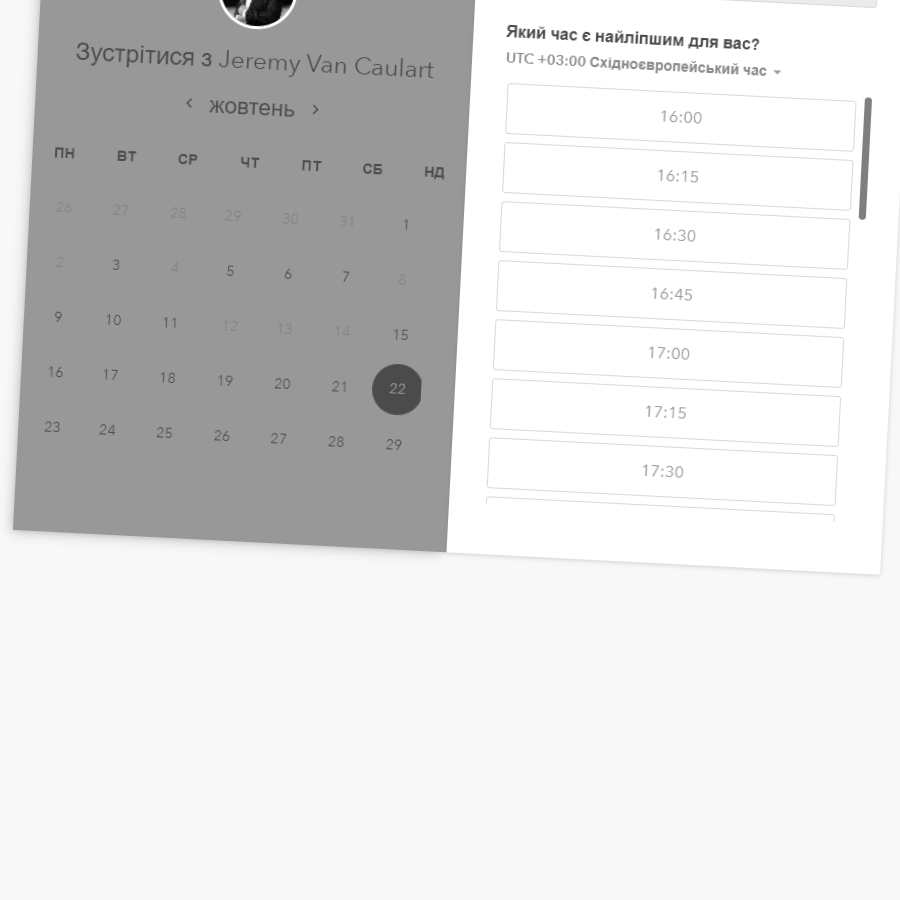 Зустрітися з Jeremy Van Caulart
жовтень
ПН ВТ СР ЧТ ПТ СБ НД
26 27 28 29 30 31 1
2 3 4 5 6 7 8
9 10 11 12 13 14 15
16 17 18 19 20 21 22
23 24 25 26 27 28 29
Який час є найліпшим для вас?
UTC +03:00 Східноєвропейський час
16:00
16:15
16:30
16:45
17:00
17:15
17:30